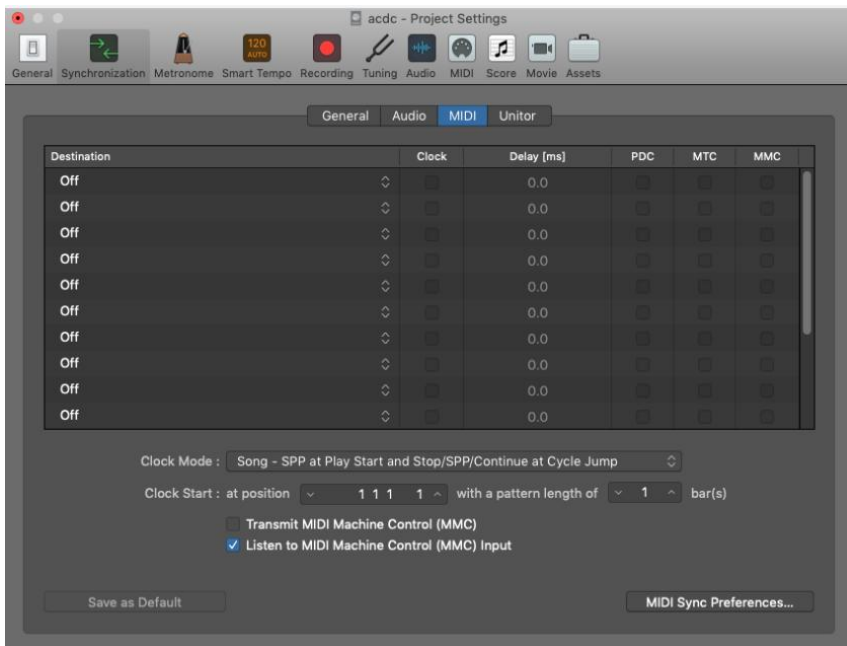 acdc - Project Settings
120
AUTO
General Synchronization Metronome Smart Tempo Recording Tuning Audio MIDI Score Movie Assets
General Audio MIDI Unitor
Destination Clock Delay [ms] PDC MTC MMC
Off 0.0
Off 0.0
Off 0.0
Off 0.0
Off 0.0
Off 0.0
Off 0.0
Off 0.0
Off 0.0
Off 0.0
Clock Mode : Song - SPP at Play Start and Stop/SPP/Continue at Cycle Jump
Clock Start : at position 1 1 1 1 with a pattern length of 1 bar(s)
Transmit MIDI Machine Control (MMC)
Listen to MIDI Machine Control (MMC) Input
Save as Default MIDI Sync Preferences...